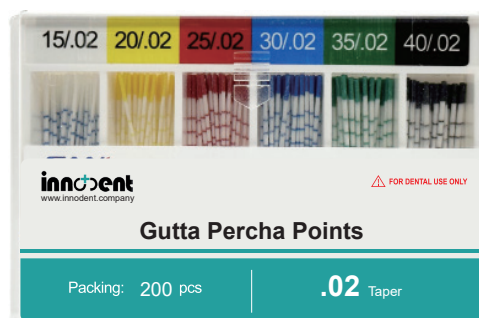 15/.02 20/.02 25/.02 30/.02 35/.02 40/.02
innodent
www.innodent.company
FOR DENTAL USE ONLY
Gutta Percha Points
Packing: 200 pcs
.02 Taper